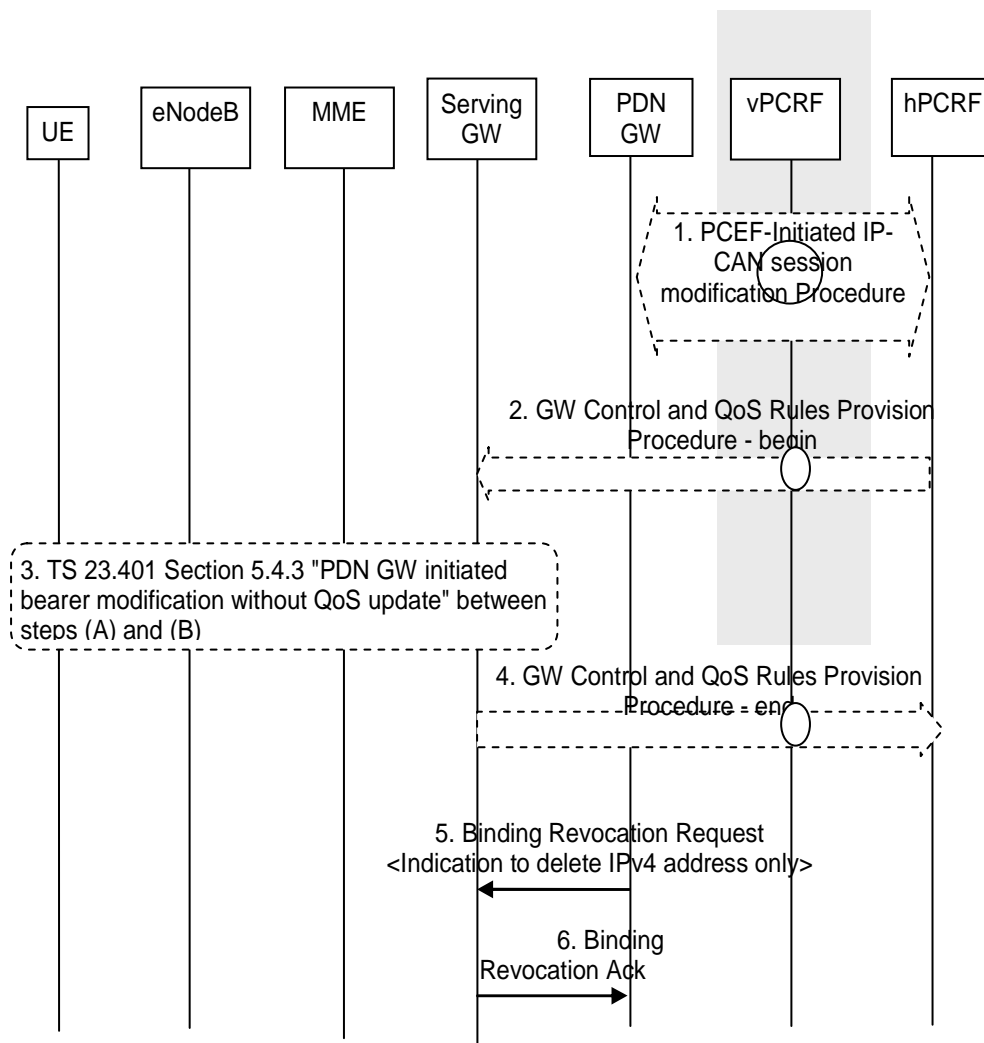 UE
eNodeB
MME
Serving
GW
PDN
GW
vPCRF
hPCRF
1. PCEF-Initiated IP-
CAN session
modification Procedure
2. GW Control and QoS Rules Provision
Procedure - begin
3. TS 23.401 Section 5.4.3 "PDN GW initiated
bearer modification without QoS update" between
steps (A) and (B)
4. GW Control and QoS Rules Provision
Procedure - end
5. Binding Revocation Request
<Indication to delete IPv4 address only>
6. Binding
Revocation Ack